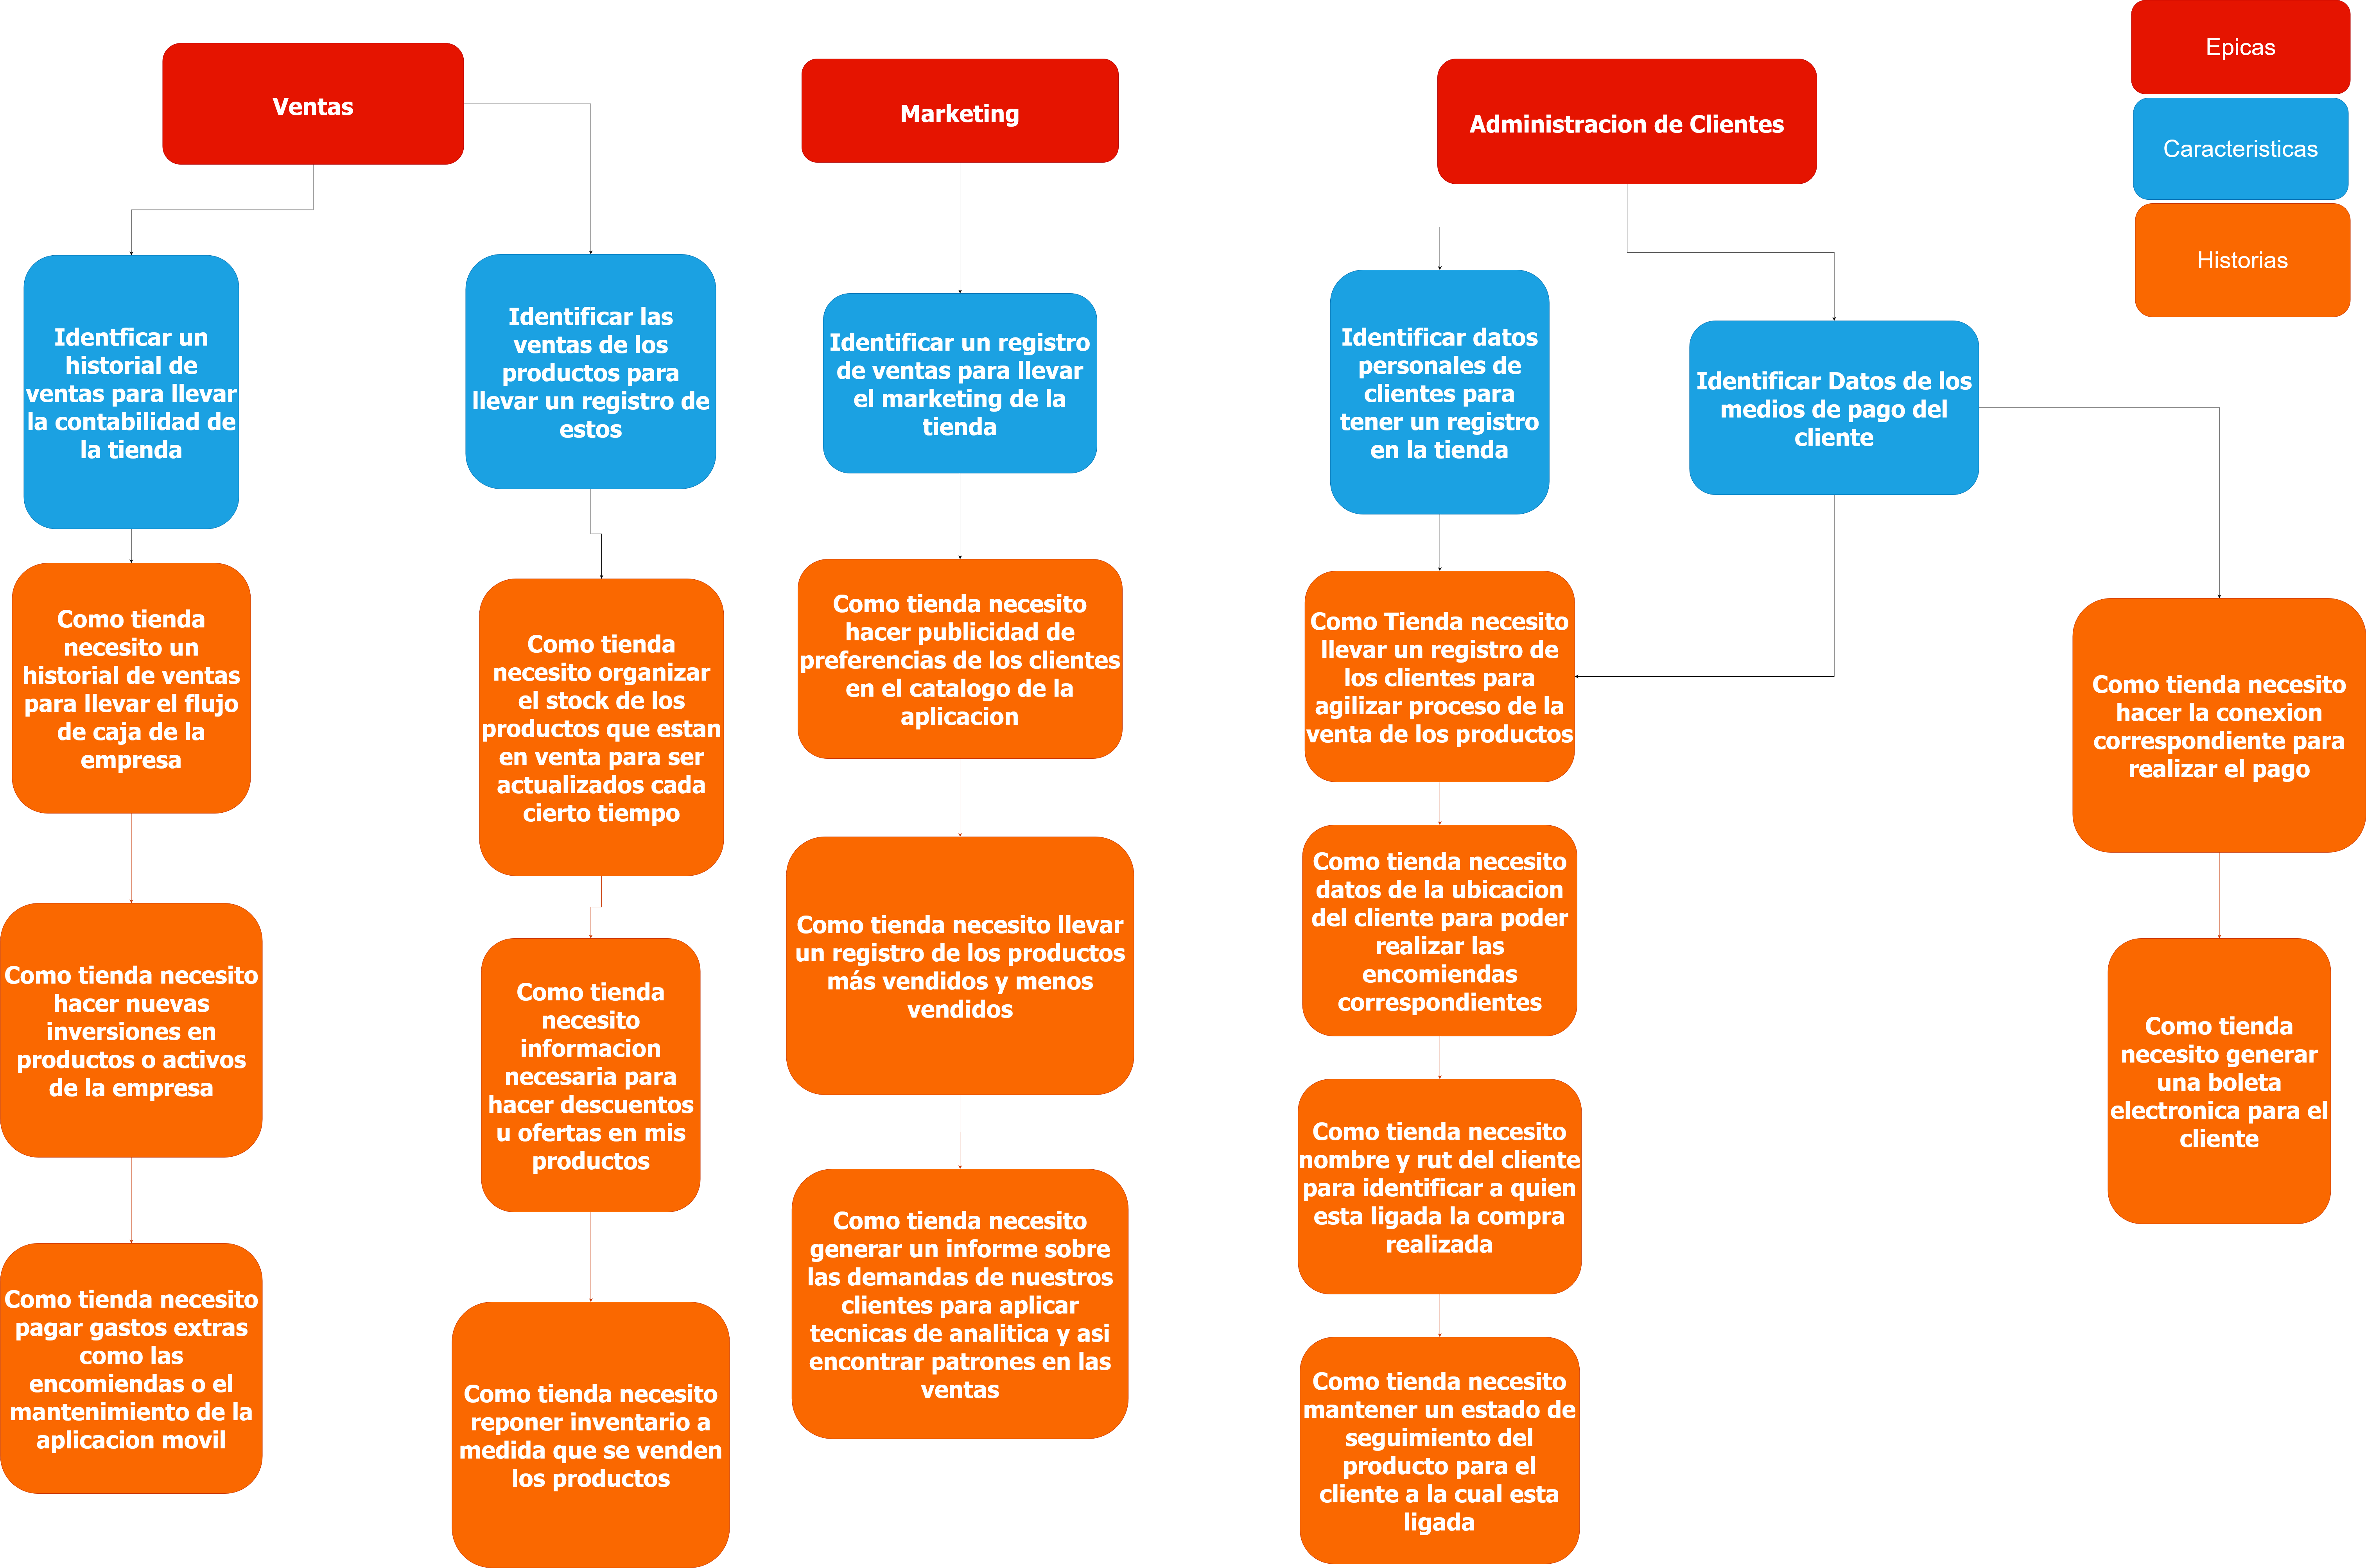 Ventas
Identficar un
historial de
ventas para llevar
la contabilidad de
la tienda
Como tienda
necesito un
historial de ventas
para llevar el flujo
de caja de la
empresa
Como tienda necesito
hacer nuevas
inversiones en
productos o activos
de la empresa
Como tienda necesito
pagar gastos extras
como las
encomiendas o el
mantenimiento de la
aplicacion movil
Identificar las
ventas de los
productos para
llevar un registro de
estos
Como tienda
necesito organizar
el stock de los
productos que estan
en venta para ser
actualizados cada
cierto tiempo
Como tienda
necesito
informacion
necesaria para
hacer descuentos
u ofertas en mis
productos
Como tienda necesito
reponer inventario a
medida que se venden
los productos
Marketing
Identificar un registro
de ventas para llevar
el marketing de la
tienda
Como tienda necesito
hacer publicidad de
preferencias de los clientes
en el catalogo de la
aplicacion
Como tienda necesito llevar
un registro de los productos
más vendidos y menos
vendidos
Como tienda necesito
generar un informe sobre
las demandas de nuestros
clientes para aplicar
tecnicas de analitica y asi
encontrar patrones en las
ventas
Administracion de Clientes
Identificar datos
personales de
clientes para
tener un registro
en la tienda
Como Tienda necesito
llevar un registro de
los clientes para
agilizar proceso de la
venta de los productos
Como tienda necesito
datos de la ubicacion
del cliente para poder
realizar las
encomiendas
correspondientes
Como tienda necesito
nombre y rut del cliente
para identificar a quien
esta ligada la compra
realizada
Como tienda necesito
mantener un estado de
seguimiento del
producto para el
cliente a la cual esta
ligada
Identificar Datos de los
medios de pago del
cliente
Como tienda necesito
hacer la conexion
correspondiente para
realizar el pago
Como tienda
necesito generar
una boleta
electronica para el
cliente
Epicas
Caracteristicas
Historias